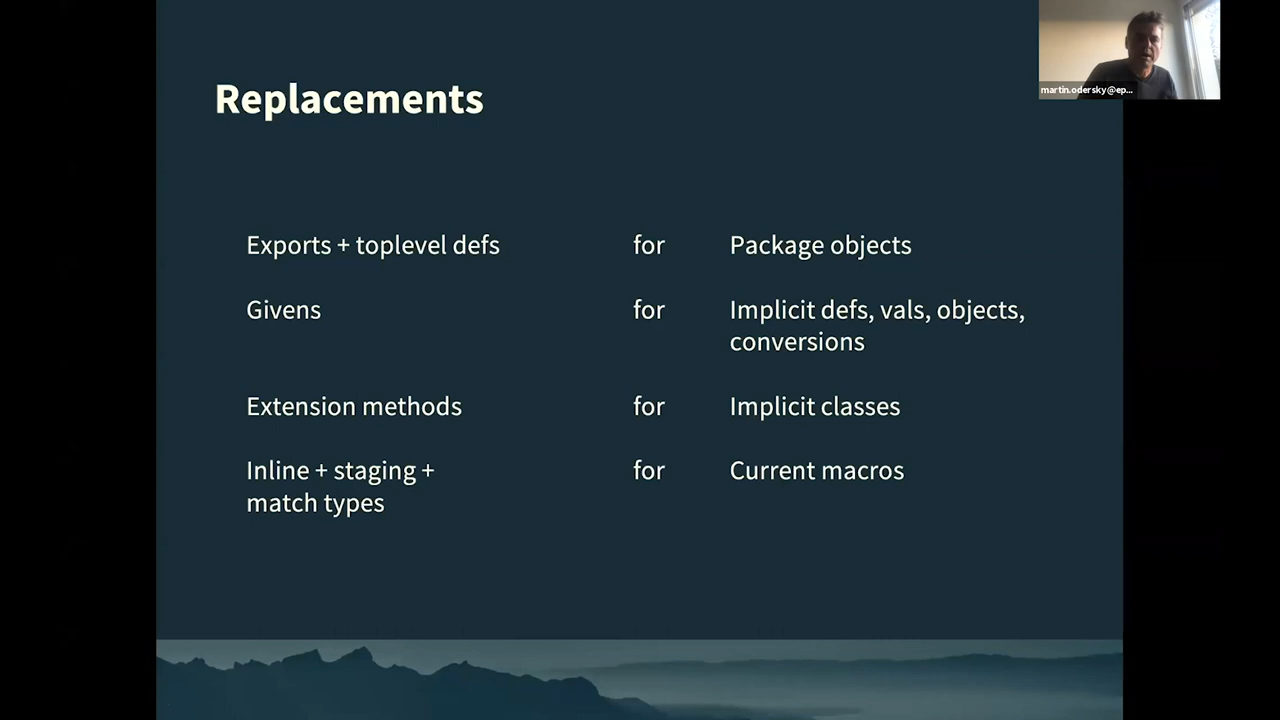 Replacements
martin.odersky@ep...
Exports + toplevel defs for Package objects
Givens for Implicit defs, vals, objects,
conversions
Extension methods for Implicit classes
Inline + staging + for Current macros
match types